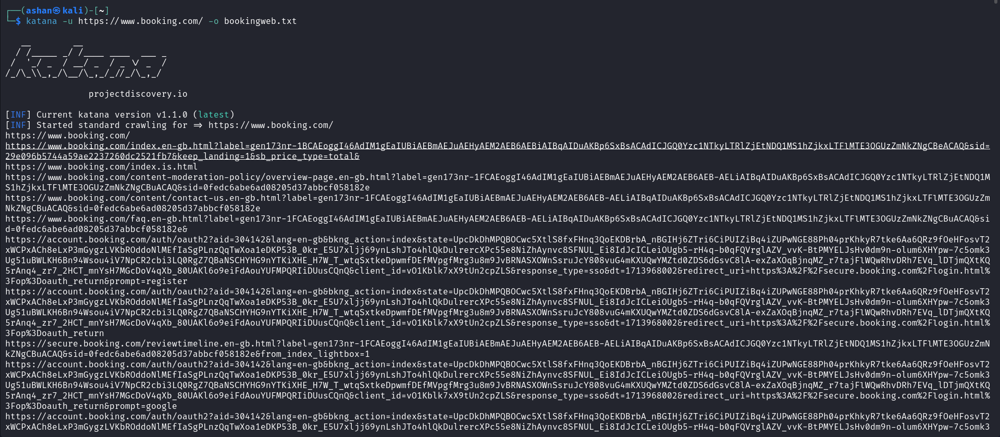 ┌──(ashan㉿kali)-[~]
└─$ katana -u https://www.booking.com/ -o bookingweb.txt
   __        __
  / /_____ _/ /____ ____  ___ _
 /  '_/ _  / __/ _  / _ \/ _  /
/_/\_\\_,_/\__/\_,_/_//_/\_,_/
projectdiscovery.io
[INF] Current katana version v1.1.0 (latest)
[INF] Started standard crawling for => https://www.booking.com/
https://www.booking.com/
https://www.booking.com/index.en-gb.html?label=gen173nr-1BCAEoggI46AdIM1gEaIUBiAEBmAEJuAEHyAEM2AEB6AEBiAIBqAIDuAKBp6SxBsACAdICJGQ0Yzc1NTkyLTRlZjEtNDQ1MS1hZjkxLTFlMTE3OGUzZmNkZNgCBeACAQ&sid=
29e096b5744a59ae2237260dc2521fb7&keep_landing=1&sb_price_type=total&
https://www.booking.com/index.is.html
https://www.booking.com/content-moderation-policy/overview-page.en-gb.html?label=gen173nr-1FCAEoggI46AdIM1gEaIUBiAEBmAEJuAEHyAEM2AEB6AEB-AELiAIBqAIDuAKBp6SxBsACAdICJGQ0Yzc1NTkyLTRlZjEtNDQ1M
S1hZjkxLTFlMTE3OGUzZmNkZNgCBuACAQ&sid=0fedc6abe6ad08205d37abbcf058182e
https://www.booking.com/content/contact-us.en-gb.html?label=gen173nr-1FCAEoggI46AdIM1gEaIUBiAEBmAEJuAEHyAEM2AEB6AEB-AELiAIBqAIDuAKBp6SxBsACAdICJGQ0Yzc1NTkyLTRlZjEtNDQ1MS1hZjkxLTFlMTE3OGUzZm
NkZNgCBuACAQ&sid=0fedc6abe6ad08205d37abbcf058182e
https://www.booking.com/faq.en-gb.html?label=gen173nr-1FCAEoggI46AdIM1gEaIUBiAEBmAEJuAEHyAEM2AEB6AEB-AELiAIBqAIDuAKBp6SxBsACAdICJGQ0Yzc1NTkyLTRlZjEtNDQ1MS1hZjkxLTFlMTE3OGUzZmNkZNgCBuACAQ&si
d=0fedc6abe6ad08205d37abbcf058182e&
https://account.booking.com/auth/oauth2?aid=304142&lang=en-gb&bkng_action=index&state=UpcDkDhMPQBOCwc5XtlS8fxFHnq3QoEKDBrbA_nBGIHj6ZTri6CiPUIZiBq4iZUPwNGE88Ph04prKhkyR7tke6Aa6QRz9fOeHFosvT2
xWCPxACh8eLxP3mGygzLVKbROddoNlMEfIaSgPLnzQqTwXoa1eDKP53B_0kr_E5U7xljj69ynLshJTo4hlQkDulrercXPc55e8NiZhAynvc8SFNUL_Ei8IdJcICLeiOUgb5-rH4q-b0qFQVrglAZV_vvK-BtPMYELJsHv0dm9n-olum6XHYpw-7c5omk3
Ug51uBWLKH6Bn94Wsou4iV7NpCR2cbi3LQ0RgZ7QBaNSCHYHG9nYTKiXHE_H7W_T_wtqSxtkeDpwmfDEfMVpgfMrg3u8m9JvBRNASXOWnSsruJcY808vuG4mKXUQwYMZtd0ZDS6dGsvC8lA-exZaXOqBjnqMZ_r7tajFlWQwRhvDRh7EVq_lDTjmQXtKQ
5rAnq4_zr7_2HCT_mnYsH7MGcDoV4qXb_80UAKl6o9eiFdAouYUFMPQRIiDUusCQnQ&client_id=vO1Kblk7xX9tUn2cpZLS&response_type=sso&dt=1713968002&redirect_uri=https%3A%2F%2Fsecure.booking.com%2Flogin.html%
3Fop%3Doauth_return&prompt=register
https://account.booking.com/auth/oauth2?aid=304142&lang=en-gb&bkng_action=index&state=UpcDkDhMPQBOCwc5XtlS8fxFHnq3QoEKDBrbA_nBGIHj6ZTri6CiPUIZiBq4iZUPwNGE88Ph04prKhkyR7tke6Aa6QRz9fOeHFosvT2
xWCPxACh8eLxP3mGygzLVKbROddoNlMEfIaSgPLnzQqTwXoa1eDKP53B_0kr_E5U7xljj69ynLshJTo4hlQkDulrercXPc55e8NiZhAynvc8SFNUL_Ei8IdJcICLeiOUgb5-rH4q-b0qFQVrglAZV_vvK-BtPMYELJsHv0dm9n-olum6XHYpw-7c5omk3
Ug51uBWLKH6Bn94Wsou4iV7NpCR2cbi3LQ0RgZ7QBaNSCHYHG9nYTKiXHE_H7W_T_wtqSxtkeDpwmfDEfMVpgfMrg3u8m9JvBRNASXOWnSsruJcY808vuG4mKXUQwYMZtd0ZDS6dGsvC8lA-exZaXOqBjnqMZ_r7tajFlWQwRhvDRh7EVq_lDTjmQXtKQ
5rAnq4_zr7_2HCT_mnYsH7MGcDoV4qXb_80UAKl6o9eiFdAouYUFMPQRIiDUusCQnQ&client_id=vO1Kblk7xX9tUn2cpZLS&response_type=sso&dt=1713968002&redirect_uri=https%3A%2F%2Fsecure.booking.com%2Flogin.html%
3Fop%3Doauth_return
https://secure.booking.com/reviewtimeline.en-gb.html?label=gen173nr-1FCAEoggI46AdIM1gEaIUBiAEBmAEJuAEHyAEM2AEB6AEB-AELiAIBqAIDuAKBp6SxBsACAdICJGQ0Yzc1NTkyLTRlZjEtNDQ1MS1hZjkxLTFlMTE3OGUzZmN
kZNgCBuACAQ&sid=0fedc6abe6ad08205d37abbcf058182e&from_index_lightbox=1
https://account.booking.com/auth/oauth2?aid=304142&lang=en-gb&bkng_action=index&state=UpcDkDhMPQBOCwc5XtlS8fxFHnq3QoEKDBrbA_nBGIHj6ZTri6CiPUIZiBq4iZUPwNGE88Ph04prKhkyR7tke6Aa6QRz9fOeHFosvT2
xWCPxACh8eLxP3mGygzLVKbROddoNlMEfIaSgPLnzQqTwXoa1eDKP53B_0kr_E5U7xljj69ynLshJTo4hlQkDulrercXPc55e8NiZhAynvc8SFNUL_Ei8IdJcICLeiOUgb5-rH4q-b0qFQVrglAZV_vvK-BtPMYELJsHv0dm9n-olum6XHYpw-7c5omk3
Ug51uBWLKH6Bn94Wsou4iV7NpCR2cbi3LQ0RgZ7QBaNSCHYHG9nYTKiXHE_H7W_T_wtqSxtkeDpwmfDEfMVpgfMrg3u8m9JvBRNASXOWnSsruJcY808vuG4mKXUQwYMZtd0ZDS6dGsvC8lA-exZaXOqBjnqMZ_r7tajFlWQwRhvDRh7EVq_lDTjmQXtKQ
5rAnq4_zr7_2HCT_mnYsH7MGcDoV4qXb_80UAKl6o9eiFdAouYUFMPQRIiDUusCQnQ&client_id=vO1Kblk7xX9tUn2cpZLS&response_type=sso&dt=1713968002&redirect_uri=https%3A%2F%2Fsecure.booking.com%2Flogin.html%
3Fop%3Doauth_return&prompt=google
https://account.booking.com/auth/oauth2?aid=304142&lang=en-gb&bkng_action=index&state=UpcDkDhMPQBOCwc5XtlS8fxFHnq3QoEKDBrbA_nBGIHj6ZTri6CiPUIZiBq4iZUPwNGE88Ph04prKhkyR7tke6Aa6QRz9fOeHFosvT2
xWCPxACh8eLxP3mGygzLVKbROddoNlMEfIaSgPLnzQqTwXoa1eDKP53B_0kr_E5U7xljj69ynLshJTo4hlQkDulrercXPc55e8NiZhAynvc8SFNUL_Ei8IdJcICLeiOUgb5-rH4q-b0qFQVrglAZV_vvK-BtPMYELJsHv0dm9n-olum6XHYpw-7c5omk3